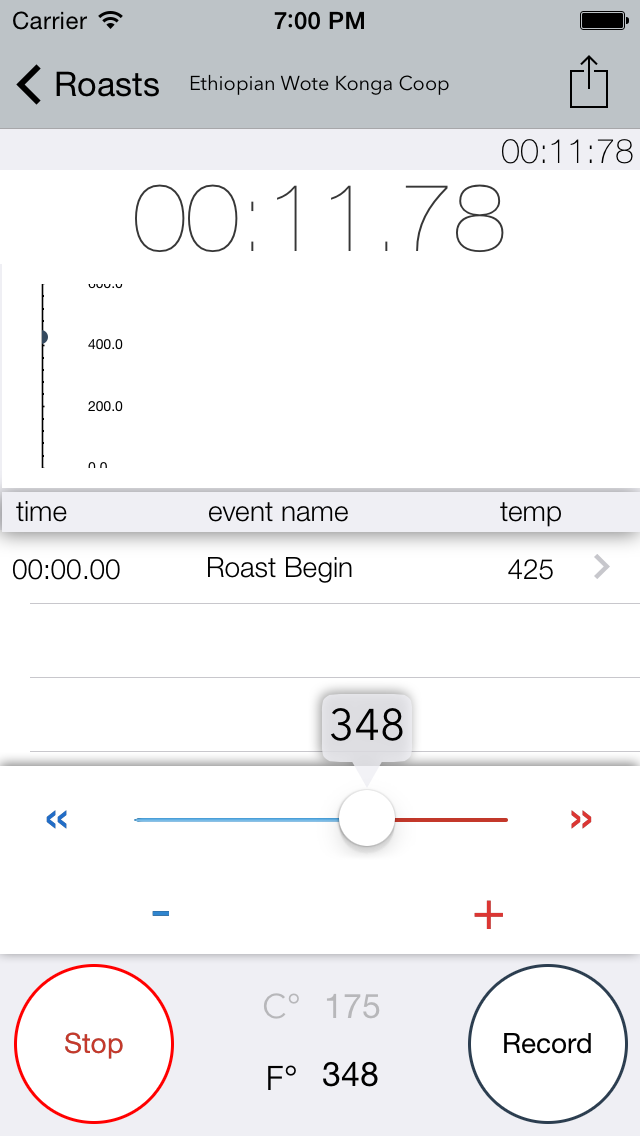 Carrier 7:00 PM
Roasts Ethiopian Wote Konga Coop
00:11:78
00:11.78
600.0
400.0
200.0
0.0
time event name temp
00:00.00 Roast Begin 425
348
« »
- +
C° 175
Stop Record
F° 348